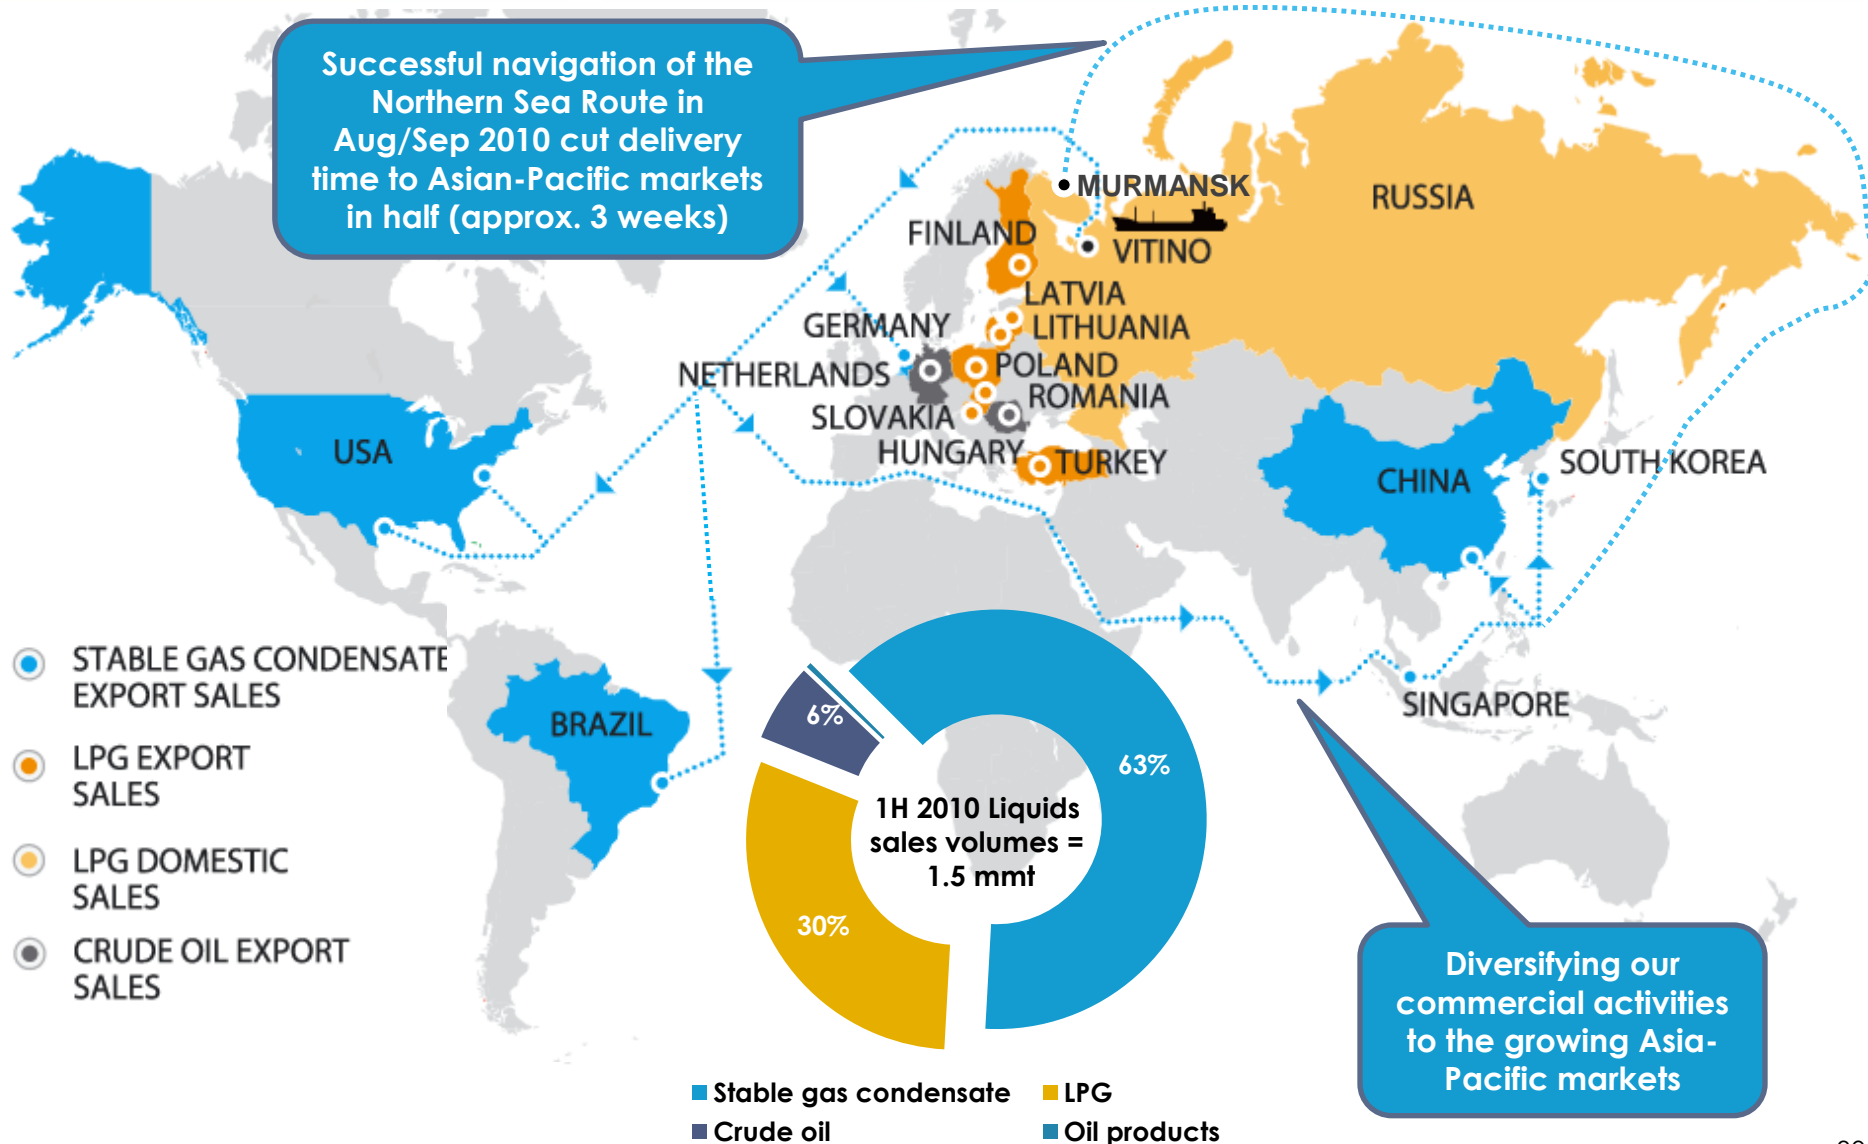 Successful navigation of the
Northern Sea Route in
Aug/Sep 2010 cut delivery
time to Asian-Pacific markets
in half (approx. 3 weeks)
MURMANSK
RUSSIA
FINLAND
VITINO
LATVIA
GERMANY
LITHUANIA
NETHERLANDS
POLAND
ROMANIA
SLOVAKIA
HUNGARY
TURKEY
USA
CHINA
SOUTH KOREA
STABLE GAS CONDENSATE
EXPORT SALES
SINGAPORE
BRAZIL
LPG EXPORT
SALES
LPG DOMESTIC
SALES
CRUDE OIL EXPORT
SALES
6%
63%
30%
1H 2010 Liquids
sales volumes =
1.5 mmt
Diversifying our
commercial activities
to the growing Asia-
Pacific markets
Stable gas condensate
LPG
Crude oil
Oil products